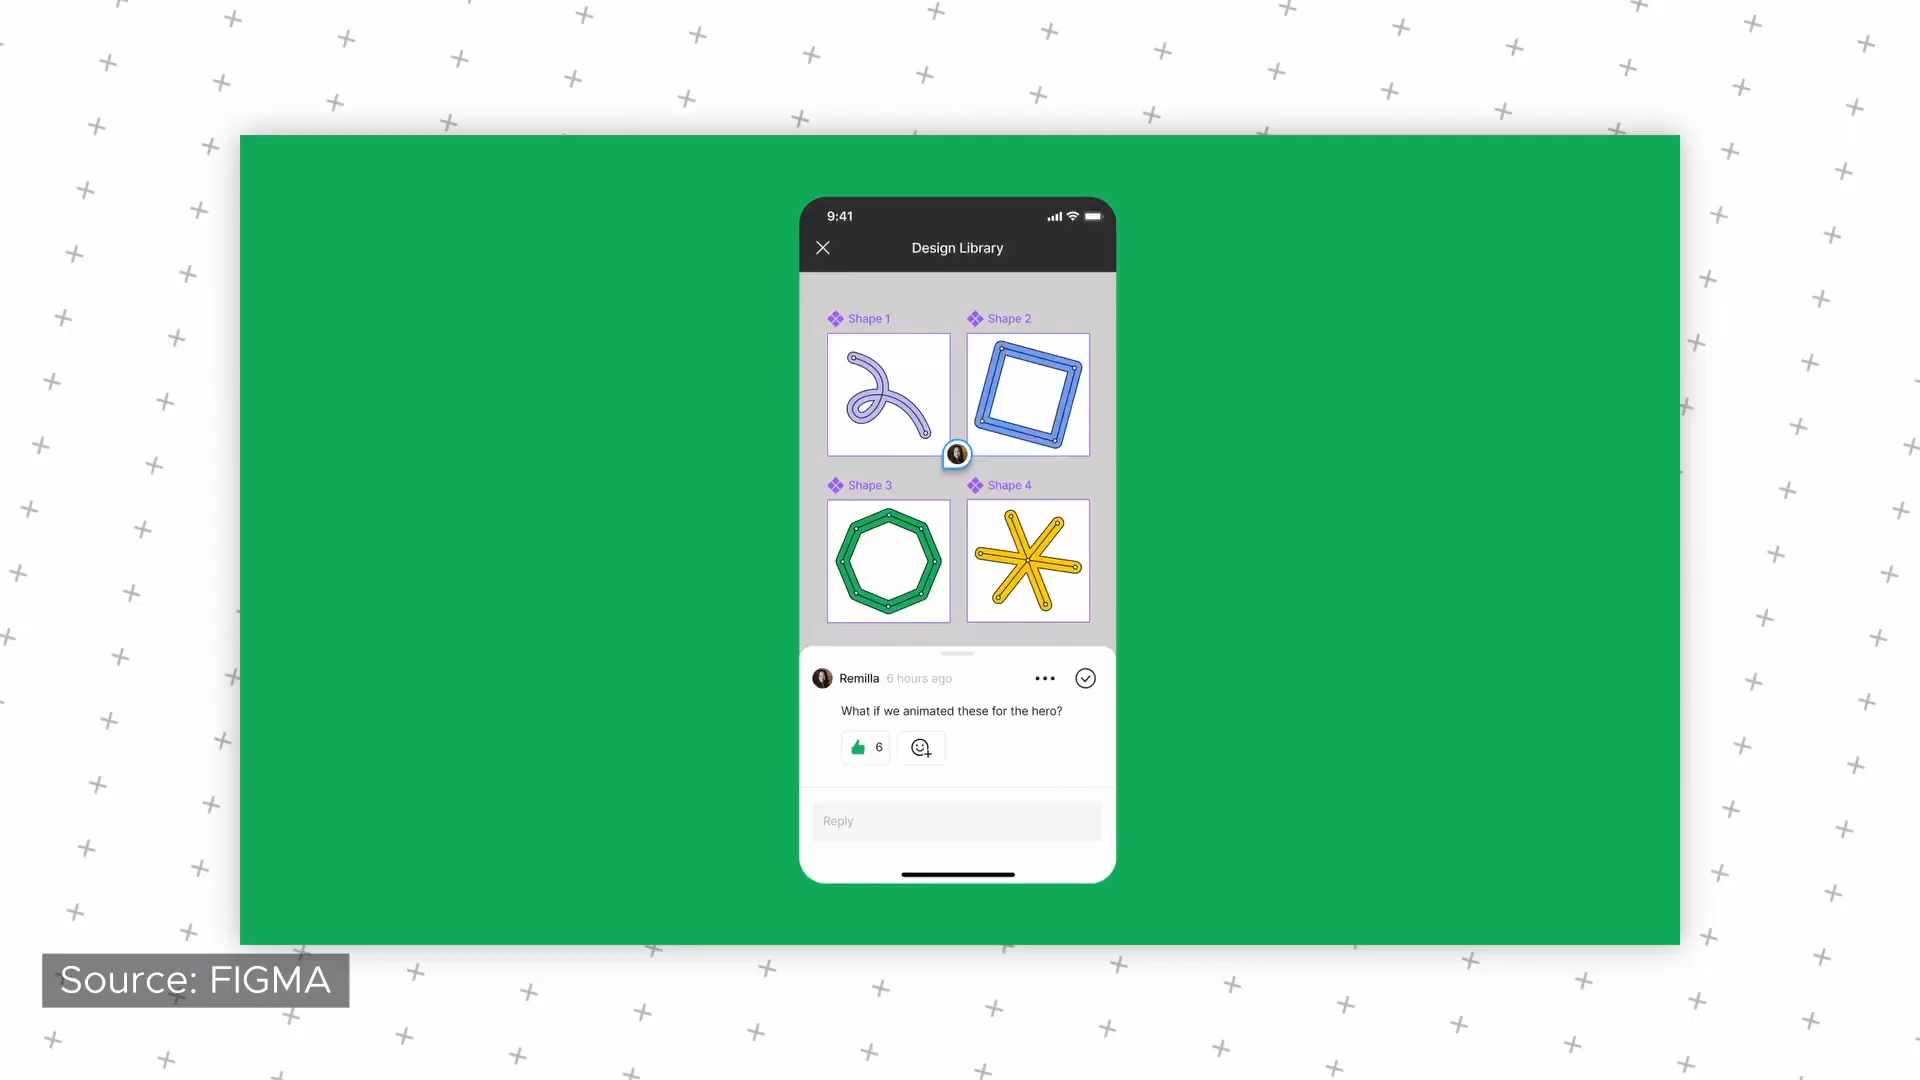 9:41
Design Library
Shape 1
Shape 2
Shape 3
Shape 4
Remilla 6 hours ago
What if we animated these for the hero?
6
Reply
Source: FIGMA